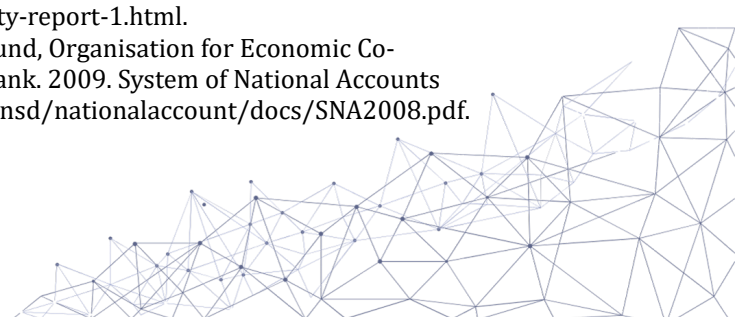 ty-report-1.html.
und, Organisation for Economic Co-
ank. 2009. System of National Accounts
nsd/nationalaccount/docs/SNA2008.pdf.